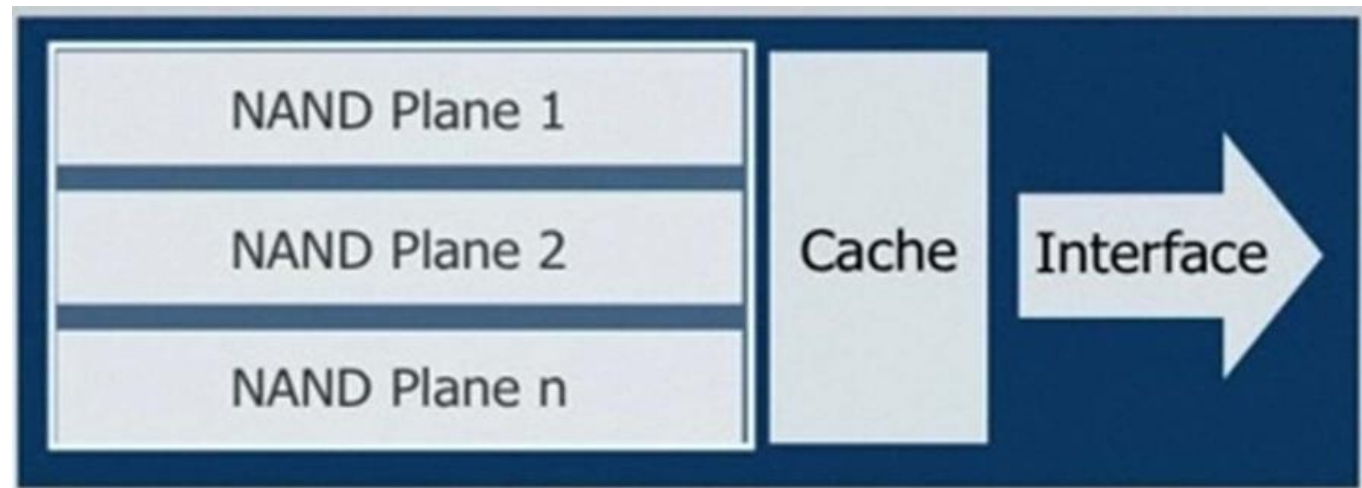 NAND Plane 1
NAND Plane 2
NAND Plane n
Cache
Interface